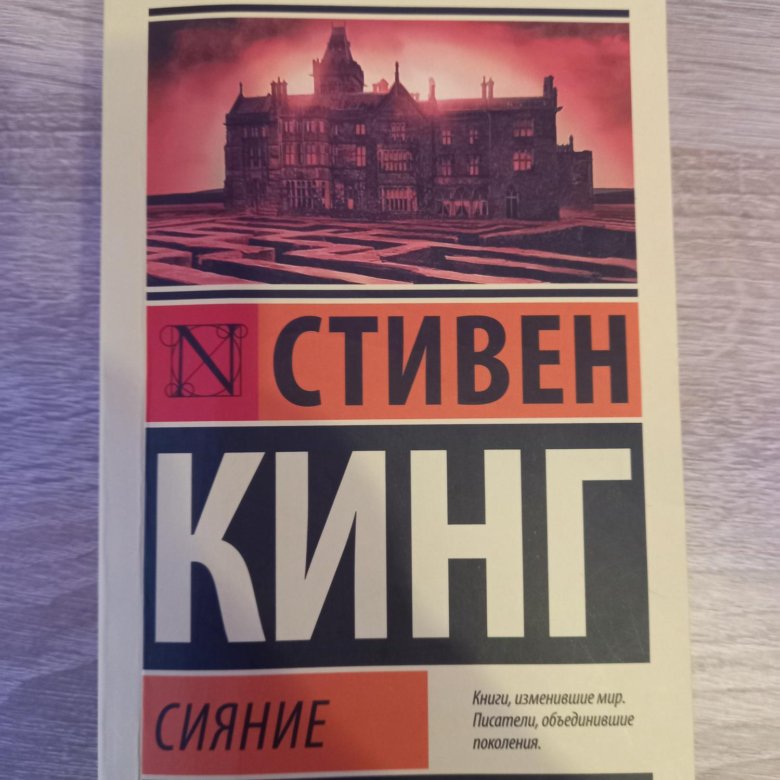 N
СТИВЕН
КИНГ
СИЯНИЕ
Книги, изменившие мир.
Писатели, объединившие
поколения.